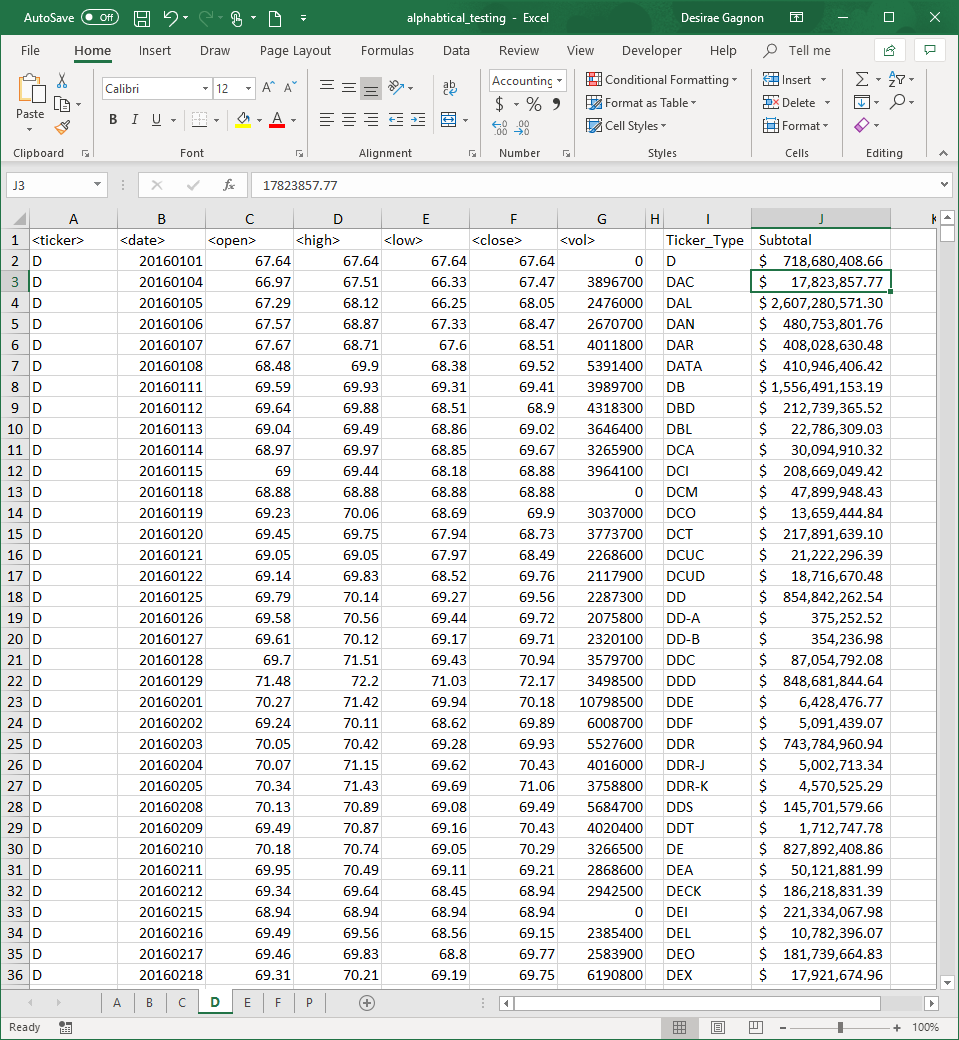 AutoSave Off alphabtical_testing - Excel Desirae Gagnon
File Home Insert Draw Page Layout Formulas Data Review View Developer Help Tell me
Paste Calibri 12 A A ab Accounting Conditional Formatting Insert
B I U A $ % , Format as Table Delete
Cell Styles Format
Clipboard Font Alignment Number Styles Cells Editing
J3 fx 17823857.77
A B C D E F G H I J K
1 <ticker> <date> <open> <high> <low> <close> <vol> Ticker_Type Subtotal
2 D 20160101 67.64 67.64 67.64 67.64 0 D $ 718,680,408.66
3 D 20160104 66.97 67.51 66.33 67.47 3896700 DAC $ 17,823,857.77
4 D 20160105 67.29 68.12 66.25 68.05 2476000 DAL $ 2,607,280,571.30
5 D 20160106 67.57 68.87 67.33 68.47 2670700 DAN $ 480,753,801.76
6 D 20160107 67.67 68.71 67.6 68.51 4011800 DAR $ 408,028,630.48
7 D 20160108 68.48 69.9 68.38 69.52 5391400 DATA $ 410,946,406.42
8 D 20160111 69.59 69.93 69.31 69.41 3989700 DB $ 1,556,491,153.19
9 D 20160112 69.64 69.88 68.51 68.9 4318300 DBD $ 212,739,365.52
10 D 20160113 69.04 69.49 68.86 69.02 3646400 DBL $ 22,786,309.03
11 D 20160114 68.97 69.97 68.85 69.67 3265900 DCA $ 30,094,910.32
12 D 20160115 69 69.44 68.18 68.88 3964100 DCI $ 208,669,049.42
13 D 20160118 68.88 68.88 68.88 68.88 0 DCM $ 47,899,948.43
14 D 20160119 69.23 70.06 68.69 69.9 3037000 DCO $ 13,659,444.84
15 D 20160120 69.45 69.75 67.94 68.73 3773700 DCT $ 217,891,639.10
16 D 20160121 69.05 69.05 67.97 68.49 2268600 DCUC $ 21,222,296.39
17 D 20160122 69.14 69.83 68.52 69.76 2117900 DCUD $ 18,716,670.48
18 D 20160125 69.79 70.14 69.27 69.56 2287300 DD $ 854,842,262.54
19 D 20160126 69.58 70.56 69.44 69.72 2075800 DD-A $ 375,252.52
20 D 20160127 69.61 70.12 69.17 69.71 2320100 DD-B $ 354,236.98
21 D 20160128 69.7 71.51 69.43 70.94 3579700 DDC $ 87,054,792.08
22 D 20160129 71.48 72.2 71.03 72.17 3498500 DDD $ 848,681,844.64
23 D 20160201 70.27 71.42 69.94 70.18 10798500 DDE $ 6,428,476.77
24 D 20160202 69.24 70.11 68.62 69.89 6008700 DDF $ 5,091,439.07
25 D 20160203 70.05 70.42 69.28 69.93 5527600 DDR $ 743,784,960.94
26 D 20160204 70.07 71.15 69.62 70.43 4016000 DDR-J $ 5,002,713.34
27 D 20160205 70.34 71.43 69.69 71.06 3758800 DDR-K $ 4,570,525.29
28 D 20160208 70.13 70.89 69.08 69.49 5684700 DDS $ 145,701,579.66
29 D 20160209 69.49 70.87 69.16 70.43 4020400 DDT $ 1,712,747.78
30 D 20160210 70.18 70.74 69.05 70.29 3266500 DE $ 827,892,408.86
31 D 20160211 69.95 70.49 69.11 69.21 2868600 DEA $ 50,121,881.99
32 D 20160212 69.34 69.64 68.45 68.94 2942500 DECK $ 186,218,831.39
33 D 20160215 68.94 68.94 68.94 68.94 0 DEI $ 221,334,067.98
34 D 20160216 69.49 69.56 68.56 69.15 2385400 DEL $ 10,782,396.07
35 D 20160217 69.46 69.83 68.8 69.77 2583900 DEO $ 181,739,664.83
36 D 20160218 69.31 70.21 69.19 69.75 6190800 DEX $ 17,921,674.96
A B C D E F P
Ready 100%